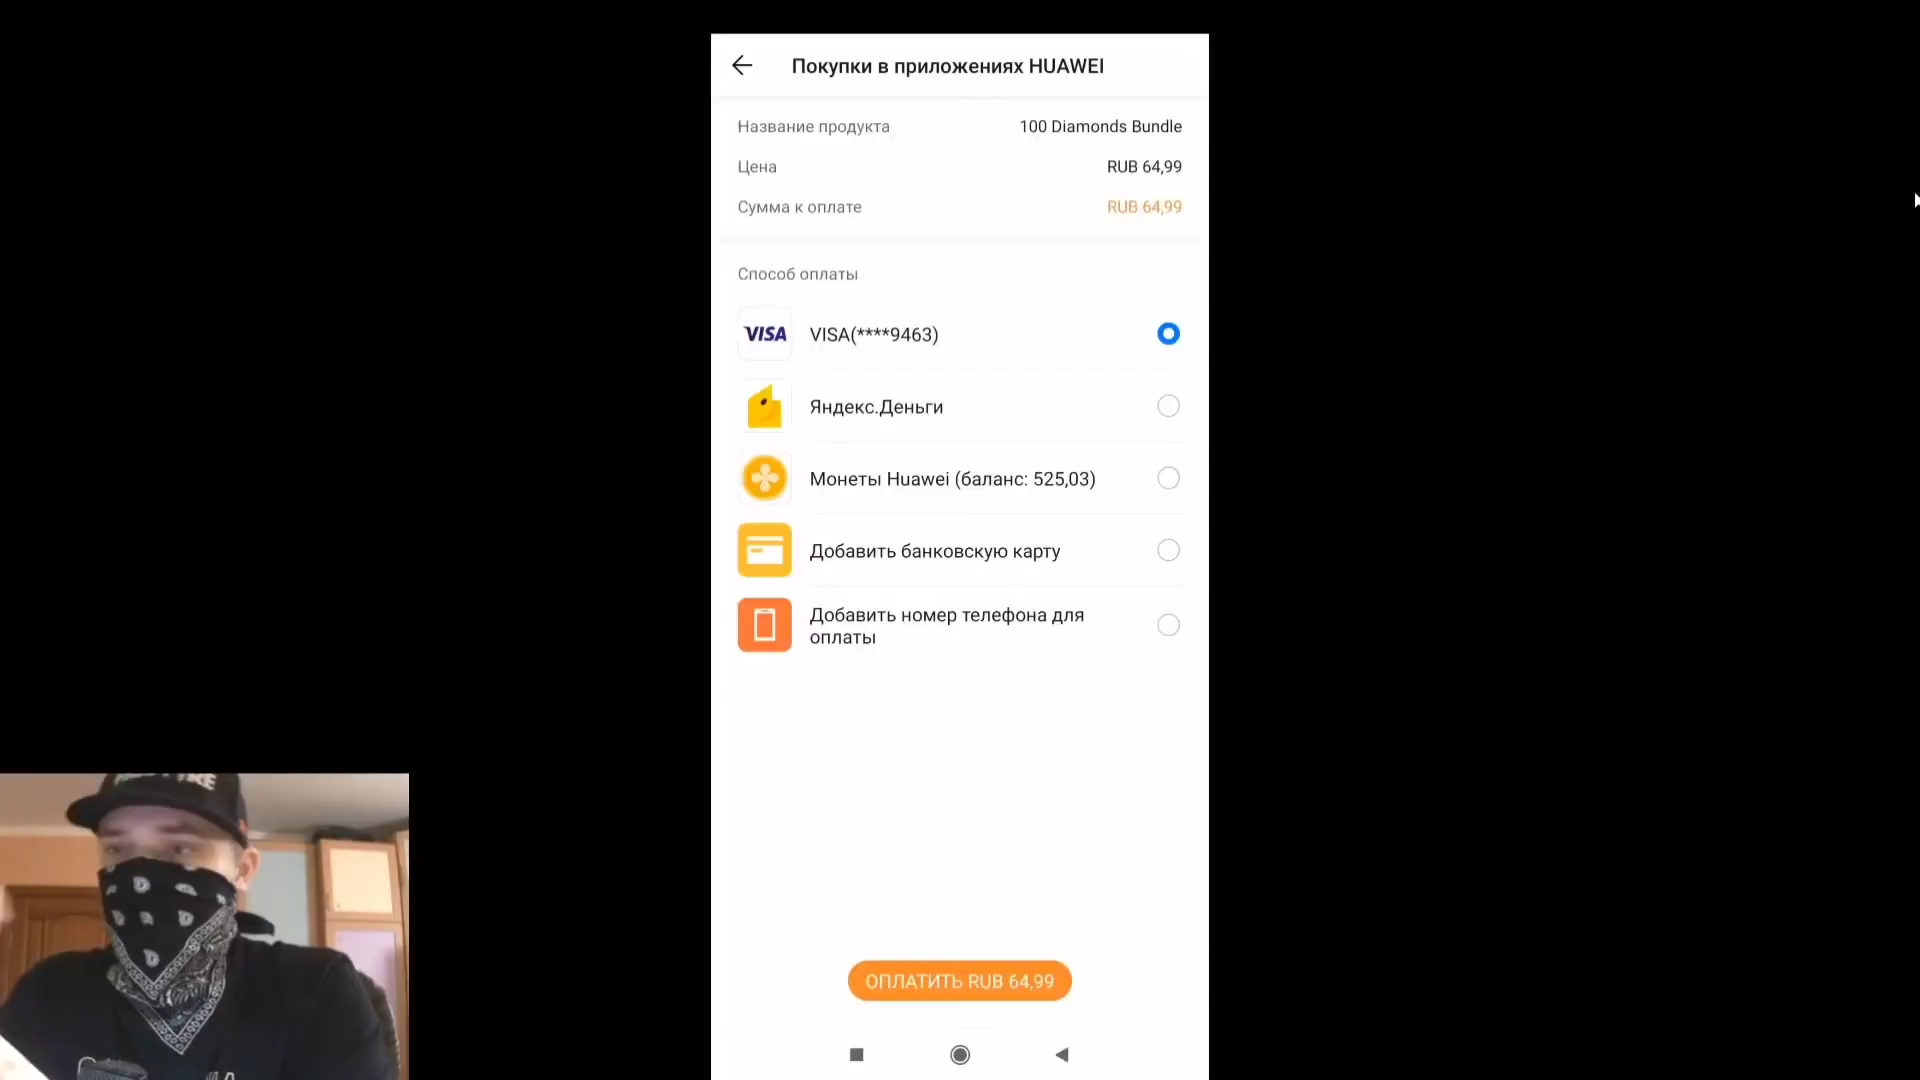 Покупки в приложениях HUAWEI
Название продукта 100 Diamonds Bundle
Цена RUB 64,99
Сумма к оплате RUB 64,99
Способ оплаты
VISA VISA(****9463)
Яндекс.Деньги
Монеты Huawei (баланс: 525,03)
Добавить банковскую карту
Добавить номер телефона для
оплаты
ОПЛАТИТЬ RUB 64,99